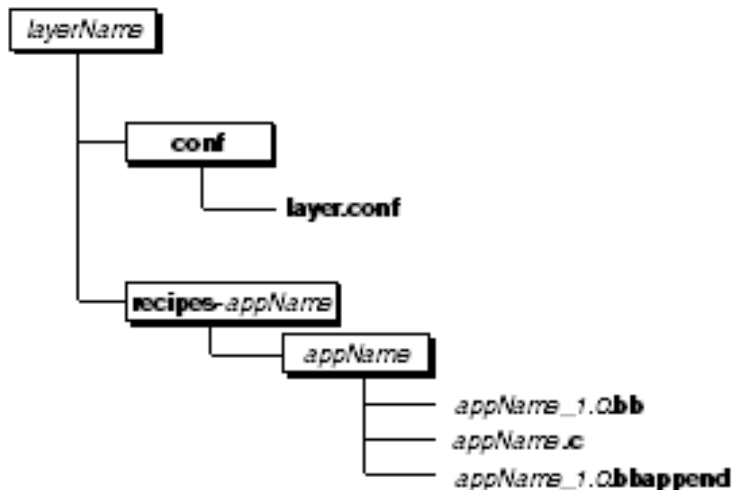 layerName
conf
layer.conf
recipes-appName
appName
appName_1.0.bb
appName.c
appName_1.0.bbappend